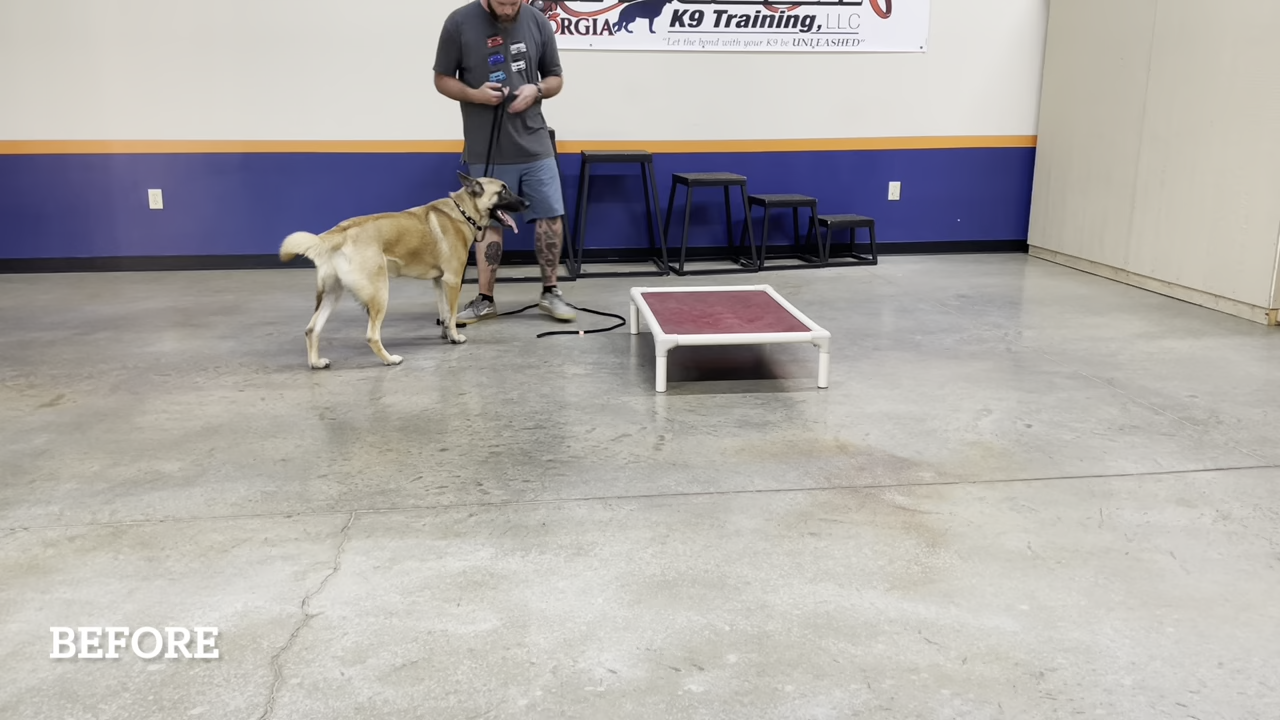 ORGIA
K9 Training, LLC
"Let the bond with your K9 be UNLEASHED"
BEFORE